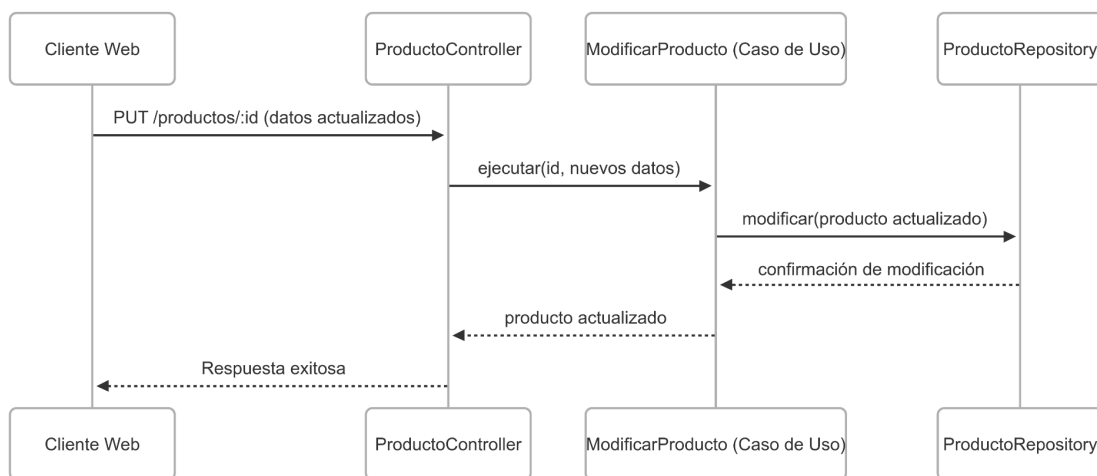 Cliente Web
ProductoController
ModificarProducto (Caso de Uso)
ProductoRepository
PUT /productos/:id (datos actualizados)
ejecutar(id, nuevos datos)
modificar(producto actualizado)
confirmación de modificación
producto actualizado
Respuesta exitosa
Cliente Web
ProductoController
ModificarProducto (Caso de Uso)
ProductoRepository